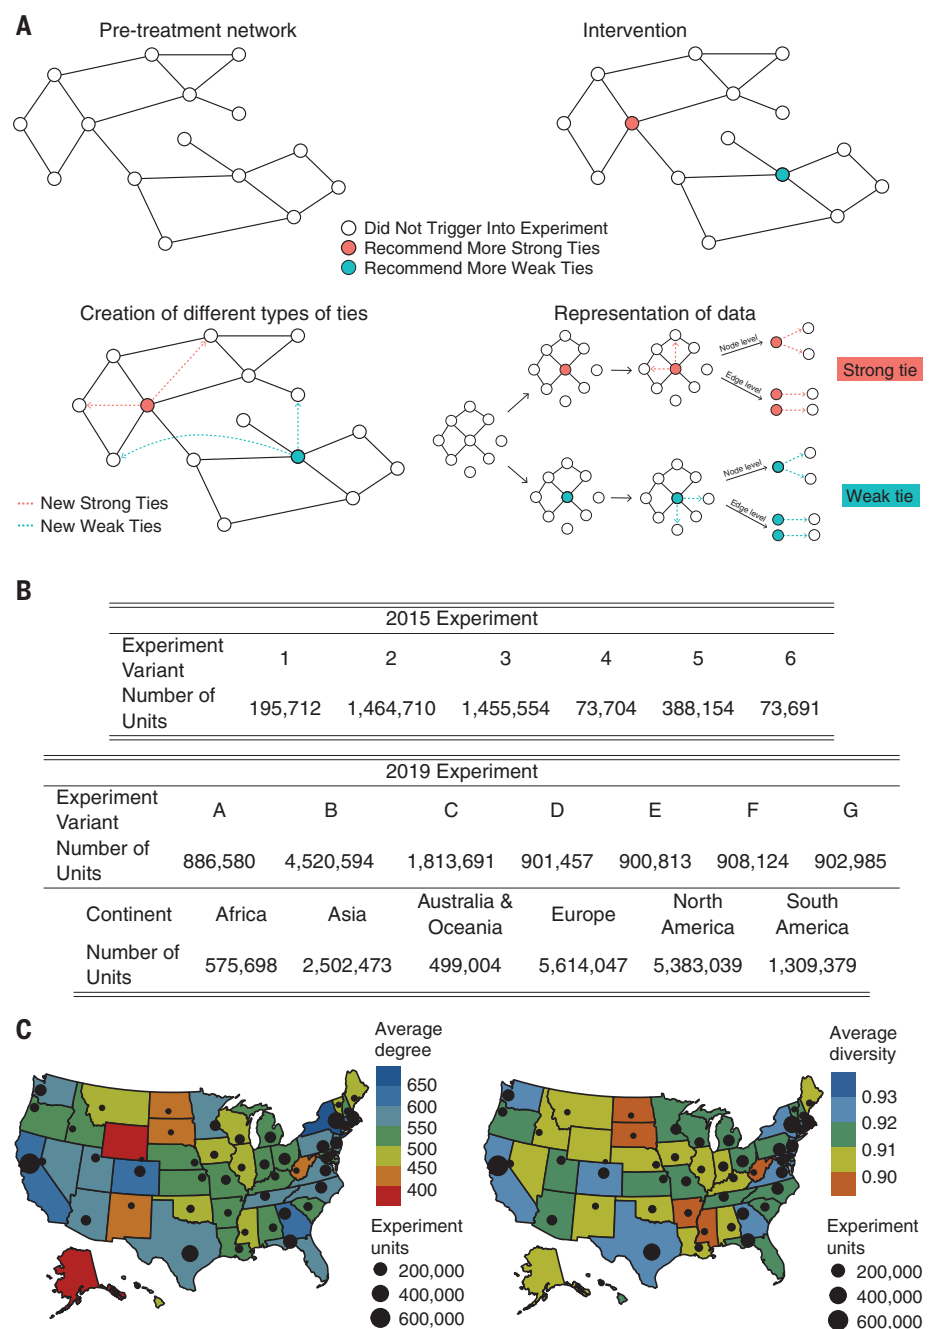 A
Pre-treatment network
Intervention
Did Not Trigger Into Experiment
Recommend More Strong Ties
Recommend More Weak Ties
Creation of different types of ties
Representation of data
New Strong Ties
New Weak Ties
Node level
Edge level
Strong tie
Node level
Edge level
Weak tie
B
2015 Experiment
Experiment Variant 1 2 3 4 5 6
Number of Units 195,712 1,464,710 1,455,554 73,704 388,154 73,691
2019 Experiment
Experiment Variant A B C D E F G
Number of Units 886,580 4,520,594 1,813,691 901,457 900,813 908,124 902,985
Continent Africa Asia Australia & Oceania Europe North America South America
Number of Units 575,698 2,502,473 499,004 5,614,047 5,383,039 1,309,379
C
Average
degree
650
600
550
500
450
400
Experiment
units
200,000
400,000
600,000
Average
diversity
0.93
0.92
0.91
0.90
Experiment
units
200,000
400,000
600,000